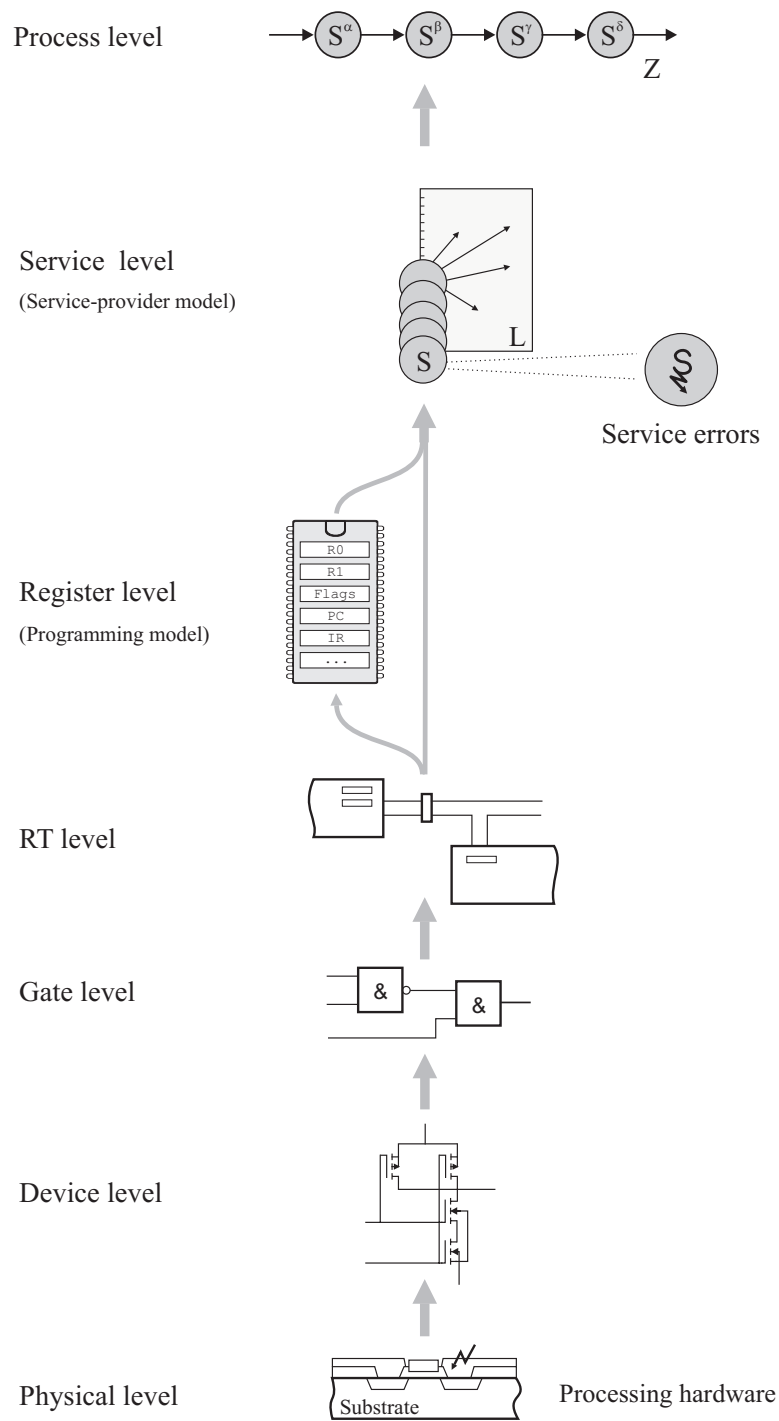 Process level
S^α S^β S^γ S^δ
Z
Service level
(Service-provider model)
L
S
S
Service errors
R0
R1
Register level
Flags
(Programming model)
PC
IR
...
RT level
Gate level
& &
Device level
Physical level
Substrate
Processing hardware